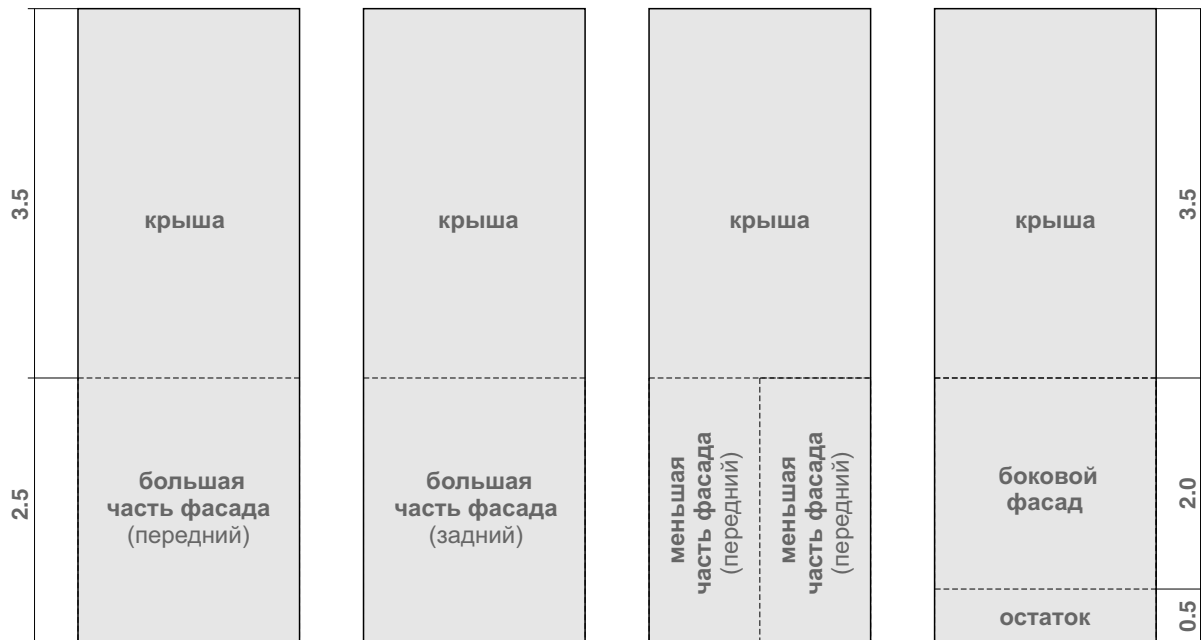 3.5
крыша
крыша
крыша
крыша
3.5
2.5
большая
часть фасада
(передний)
большая
часть фасада
(задний)
меньшая
часть фасада
(передний)
меньшая
часть фасада
(передний)
боковой
фасад
2.0
остаток
0.5